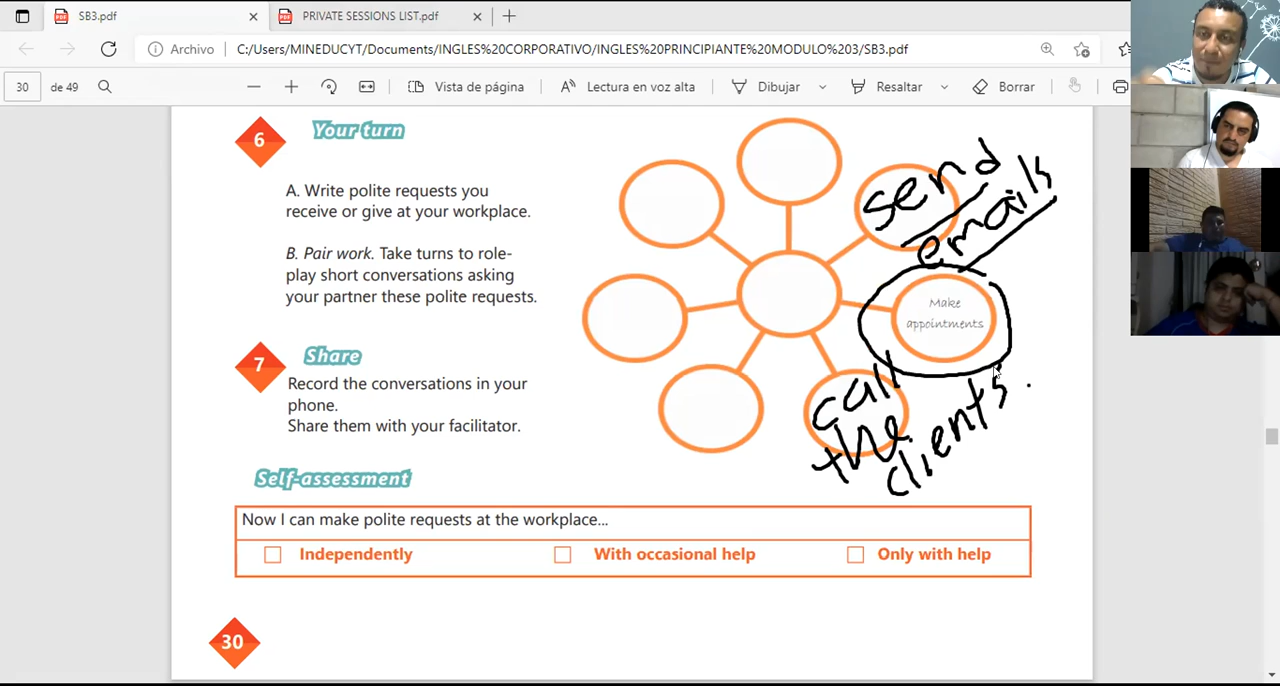 SB3.pdf
PRIVATE SESSIONS LIST.pdf
Archivo
C:/Users/MINEDUCYT/Documents/INGLES%20CORPORATIVO/INGLES%20PRINCIPIANTE%20MODULO%203/SB3.pdf
30
de 49
Vista de página
Lectura en voz alta
Dibujar
Resaltar
Borrar
6
Your turn
A. Write polite requests you
receive or give at your workplace.
B. Pair work. Take turns to role-
play short conversations asking
your partner these polite requests.
send
emails
Make
appointments
call
the
clients.
7
Share
Record the conversations in your
phone.
Share them with your facilitator.
Self-assessment
Now I can make polite requests at the workplace...
Independently
With occasional help
Only with help
30